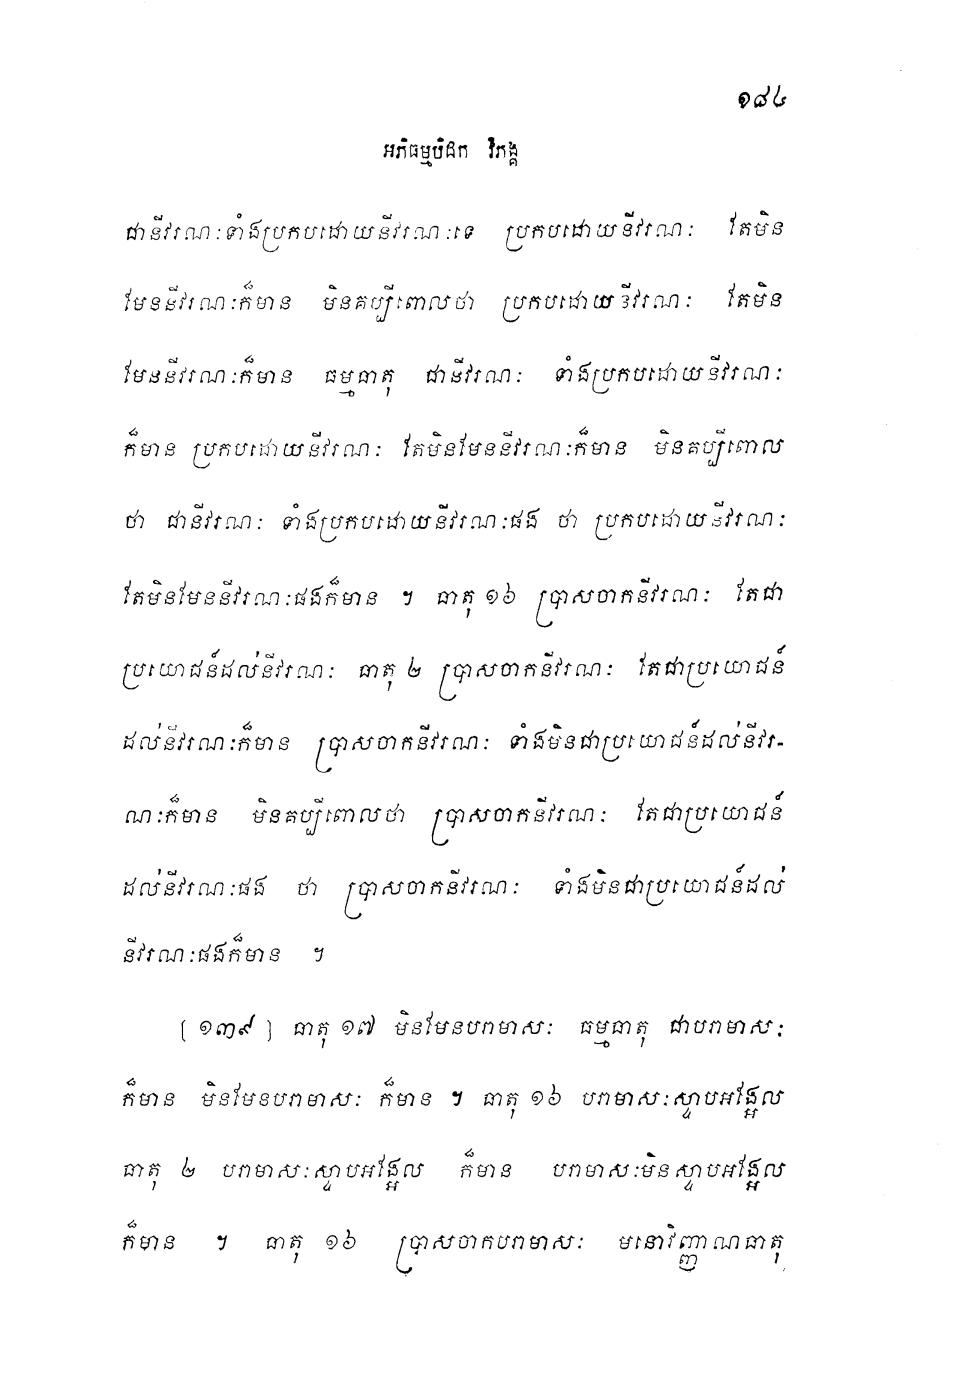 ១៨៤
អភិធម្មបិដក វិភង្គ
ជានីវរណៈទាំងប្រកបដោយនីវរណៈទេ ប្រកបដោយនីវរណៈ តែមិន
មែននីវរណៈក៏មាន មិនគប្បីពោលថា ប្រកបដោយនីវរណៈ តែមិន
មែននីវរណៈក៏មាន ធម្មធាតុ ជានីវរណៈ ទាំងប្រកបដោយនីវរណៈ
ក៏មាន ប្រកបដោយនីវរណៈ តែមិនមែននីវរណៈក៏មាន មិនគប្បីពោល
ថា ជានីវរណៈ ទាំងប្រកបដោយនីវរណៈផង ថា ប្រកបដោយនីវរណៈ
តែមិនមែននីវរណៈផងក៏មាន ។ ធាតុ ១៦ ប្រាសចាកនីវរណៈ តែជា
ប្រយោជន៍ដល់នីវរណៈ ធាតុ ២ ប្រាសចាកនីវរណៈ តែជាប្រយោជន៍
ដល់នីវរណៈក៏មាន ប្រាសចាកនីវរណៈ ទាំងមិនជាប្រយោជន៍ដល់នីវរ-
ណៈក៏មាន មិនគប្បីពោលថា ប្រាសចាកនីវរណៈ តែជាប្រយោជន៍
ដល់នីវរណៈផង ថា ប្រាសចាកនីវរណៈ ទាំងមិនជាប្រយោជន៍ដល់
នីវរណៈផងក៏មាន ។
[ ១៣៩ ] ធាតុ ១៧ មិនមែនបរាមាសៈ ធម្មធាតុ ជាបរាមាសៈ
ក៏មាន មិនមែនបរាមាសៈ ក៏មាន ។ ធាតុ ១៦ បរាមាសៈស្ទាបអង្អែល
ធាតុ ២ បរាមាសៈស្ទាបអង្អែល ក៏មាន បរាមាសៈមិនស្ទាបអង្អែល
ក៏មាន ។ ធាតុ ១៦ ប្រាសចាកបរាមាសៈ មនោវិញ្ញាណធាតុ